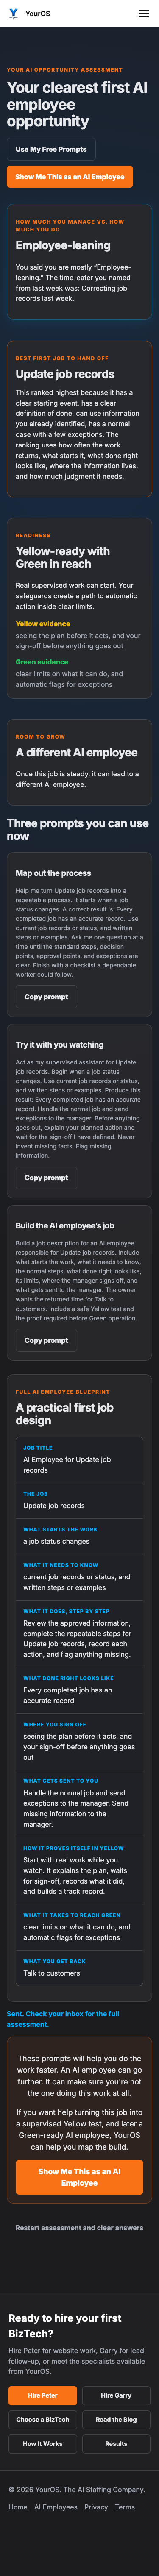 YourOS
YOUR AI OPPORTUNITY ASSESSMENT
Your clearest first AI
employee
opportunity
Use My Free Prompts
Show Me This as an AI Employee
HOW MUCH YOU MANAGE VS. HOW
MUCH YOU DO
Employee-leaning
You said you are mostly "Employee-
leaning." The time-eater you named
from last week was: Correcting job
records last week.
BEST FIRST JOB TO HAND OFF
Update job records
This ranked highest because it has a
clear starting event, has a clear
definition of done, can use information
you already identified, has a normal
case with a few exceptions. The
ranking uses how often the work
returns, what starts it, what done right
looks like, where the information lives,
and how much judgment it needs.
READINESS
Yellow-ready with
Green in reach
Real supervised work can start. Your
safeguards create a path to automatic
action inside clear limits.
Yellow evidence
seeing the plan before it acts, and your
sign-off before anything goes out
Green evidence
clear limits on what it can do, and
automatic flags for exceptions
ROOM TO GROW
A different AI employee
Once this job is steady, it can lead to a
different AI employee.
Three prompts you can use
now
Map out the process
Help me turn Update job records into a
repeatable process. It starts when a job
status changes. A correct result is: Every
completed job has an accurate record. Use
current job records or status, and written
steps or examples. Ask me one question at a
time until the standard steps, decision
points, approval points, and exceptions are
clear. Finish with a checklist a dependable
worker could follow.
Copy prompt
Try it with you watching
Act as my supervised assistant for Update
job records. Begin when a job status
changes. Use current job records or status,
and written steps or examples. Produce this
result: Every completed job has an accurate
record. Handle the normal job and send
exceptions to the manager. Before anything
goes out, explain your planned action and
wait for the sign-off I have defined. Never
invent missing facts. Flag missing
information.
Copy prompt
Build the AI employee's job
Build a job description for an AI employee
responsible for Update job records. Include
what starts the work, what it needs to know,
the normal steps, what done right looks like,
its limits, where the manager signs off, and
what gets sent to the manager. The owner
wants the returned time for Talk to
customers. Include a safe Yellow test and
the proof required before Green operation.
Copy prompt
FULL AI EMPLOYEE BLUEPRINT
A practical first job
design
JOB TITLE
AI Employee for Update job
records
THE JOB
Update job records
WHAT STARTS THE WORK
a job status changes
WHAT IT NEEDS TO KNOW
current job records or status, and
written steps or examples
WHAT IT DOES, STEP BY STEP
Review the approved information,
complete the repeatable steps for
Update job records, record each
action, and flag anything missing.
WHAT DONE RIGHT LOOKS LIKE
Every completed job has an
accurate record
WHERE YOU SIGN OFF
seeing the plan before it acts, and
your sign-off before anything goes
out
WHAT GETS SENT TO YOU
Handle the normal job and send
exceptions to the manager. Send
missing information to the
manager.
HOW IT PROVES ITSELF IN YELLOW
Start with real work while you
watch. It explains the plan, waits
for sign-off, records what it did,
and builds a track record.
WHAT IT TAKES TO REACH GREEN
clear limits on what it can do, and
automatic flags for exceptions
WHAT YOU GET BACK
Talk to customers
Sent. Check your inbox for the full
assessment.
These prompts will help you do the
work faster. An AI employee can go
further. It can make sure you're not
the one doing this work at all.
If you want help turning this job into
a supervised Yellow test, and later a
Green-ready AI employee, YourOS
can help you map the build.
Show Me This as an AI
Employee
Restart assessment and clear answers
Ready to hire your first
BizTech?
Hire Peter for website work, Garry for lead
follow-up, or meet the specialists available
from YourOS.
Hire Peter
Hire Garry
Choose a BizTech
Read the Blog
How It Works
Results
© 2026 YourOS. The AI Staffing Company.
Home AI Employees Privacy Terms